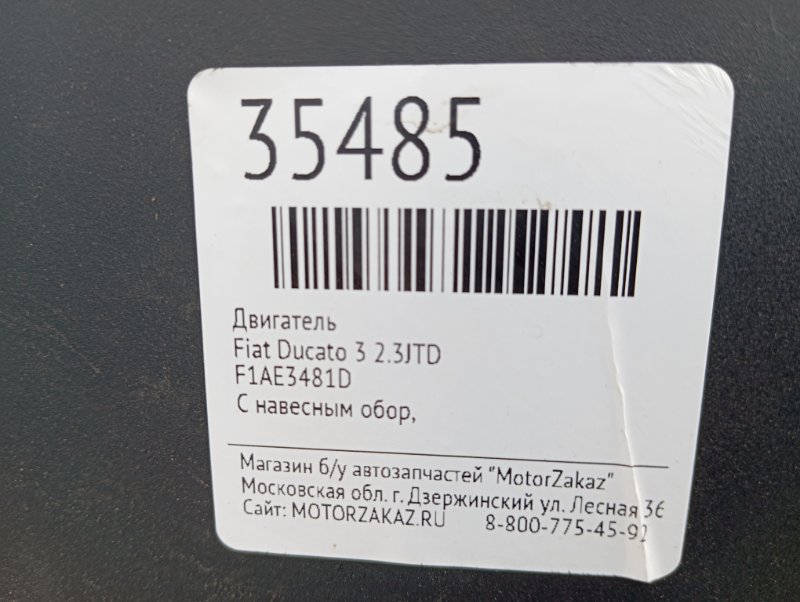 35485
Двигатель
Fiat Ducato 3 2.3JTD
F1AE3481D
С навесным обор,
Магазин б/у автозапчастей "MotorZakaz"
Московская обл. г. Дзержинский ул. Лесная 36
Сайт: MOTORZAKAZ.RU 8-800-775-45-92